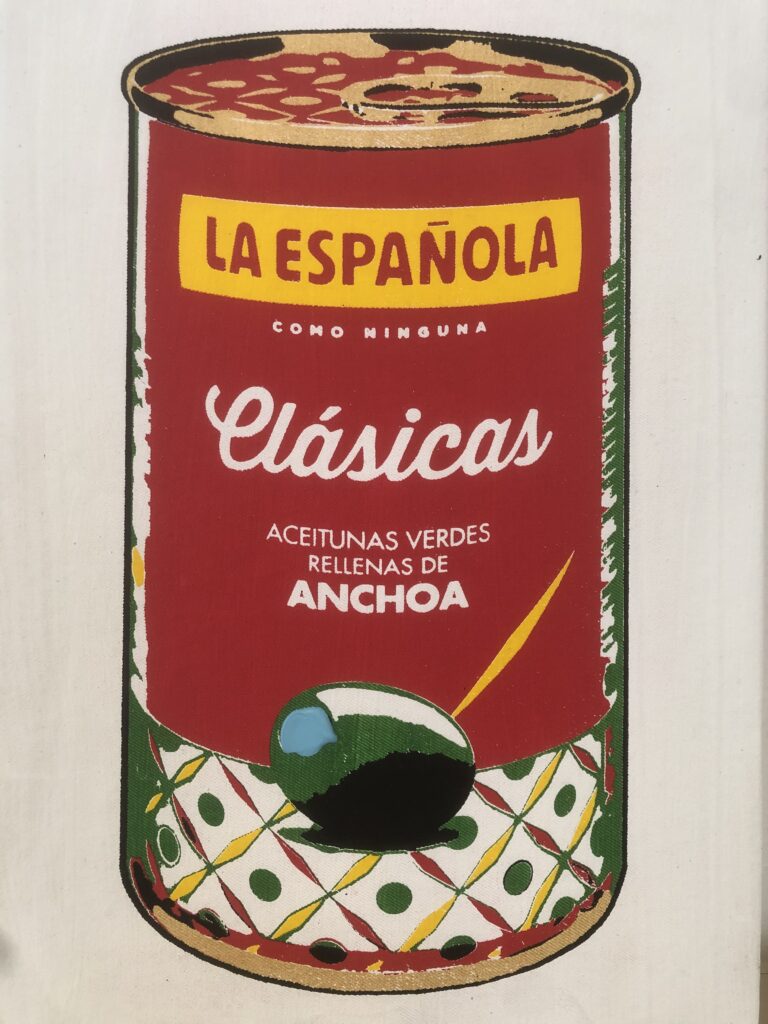 LA ESPAÑOLA
COMO NINGUNA
Clásicas
ACEITUNAS VERDES
RELLENAS DE
ANCHOA